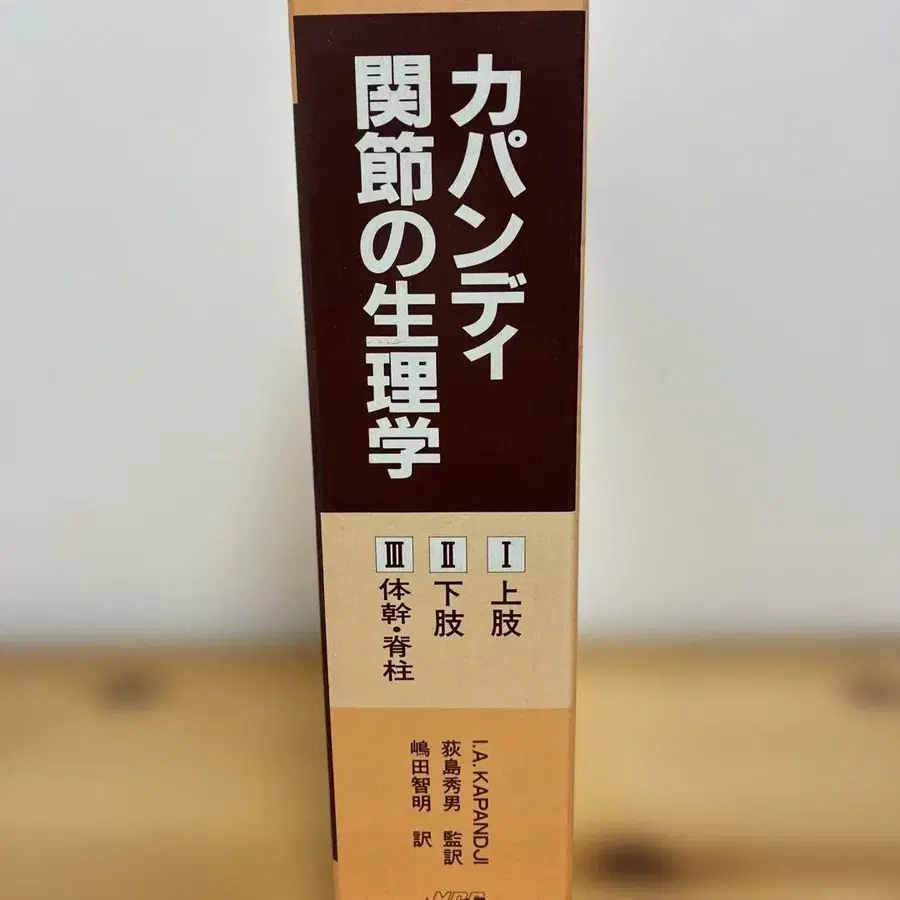 カパンディ
関節の生理学
Ⅰ 上肢
Ⅱ 下肢
Ⅲ 体幹・脊柱
I.A.KAPANDJI
荻島秀男 監訳
嶋田智明 訳